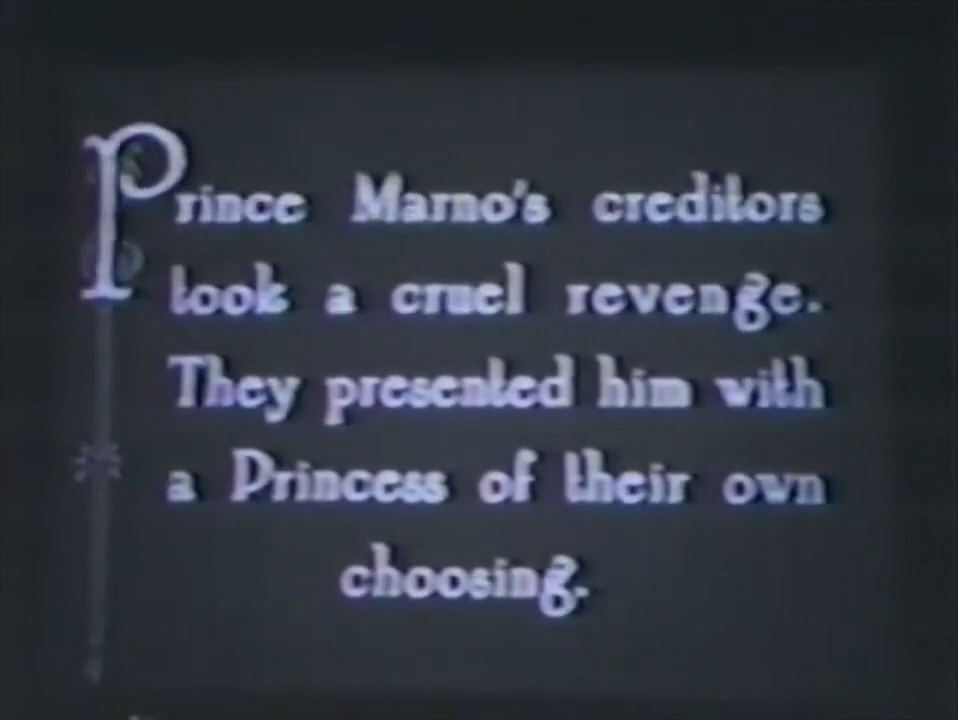 Prince Marno's creditors
took a cruel revenge.
They presented him with
a Princess of their own
choosing.